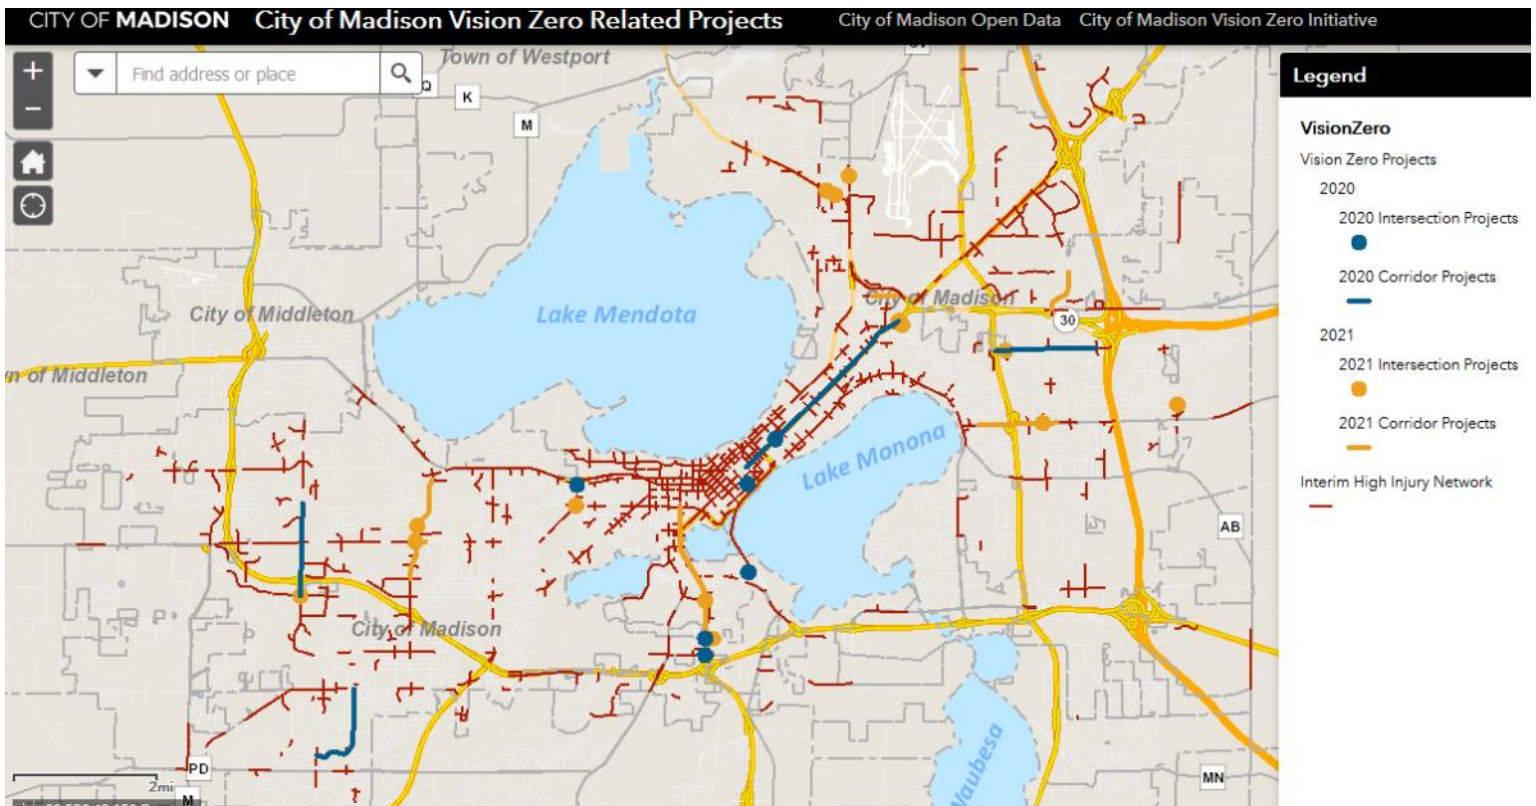 CITY OF MADISON City of Madison Vision Zero Related Projects City of Madison Open Data City of Madison Vision Zero Initiative
+
Find address or place
−
Town of Westport
Q
K
M
Lake Mendota
City of Middleton
City of Madison
30
n of Middleton
Lake Monona
AB
City of Madison
Waubesa
PD
2mi
M
MN
Legend
VisionZero
Vision Zero Projects
2020
2020 Intersection Projects
2020 Corridor Projects
2021
2021 Intersection Projects
2021 Corridor Projects
Interim High Injury Network